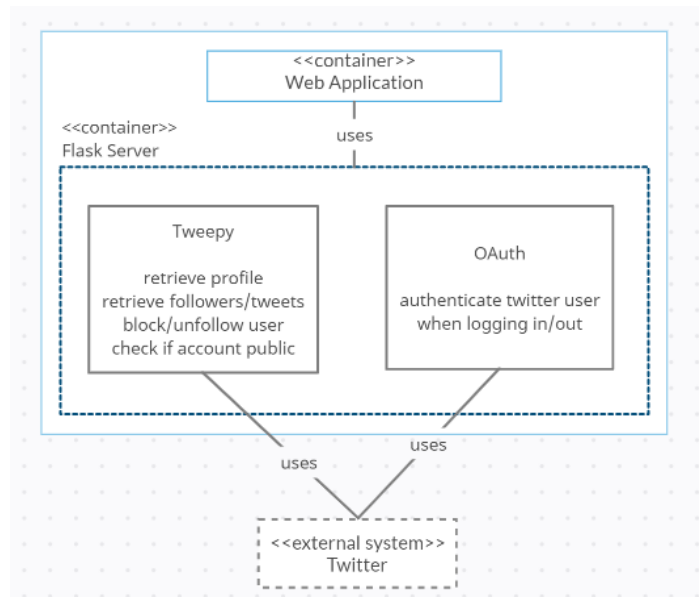 <<container>>
Web Application
uses
<<container>>
Flask Server
Tweepy
retrieve profile
retrieve followers/tweets
block/unfollow user
check if account public
OAuth
authenticate twitter user
when logging in/out
uses
uses
<<external system>>
Twitter